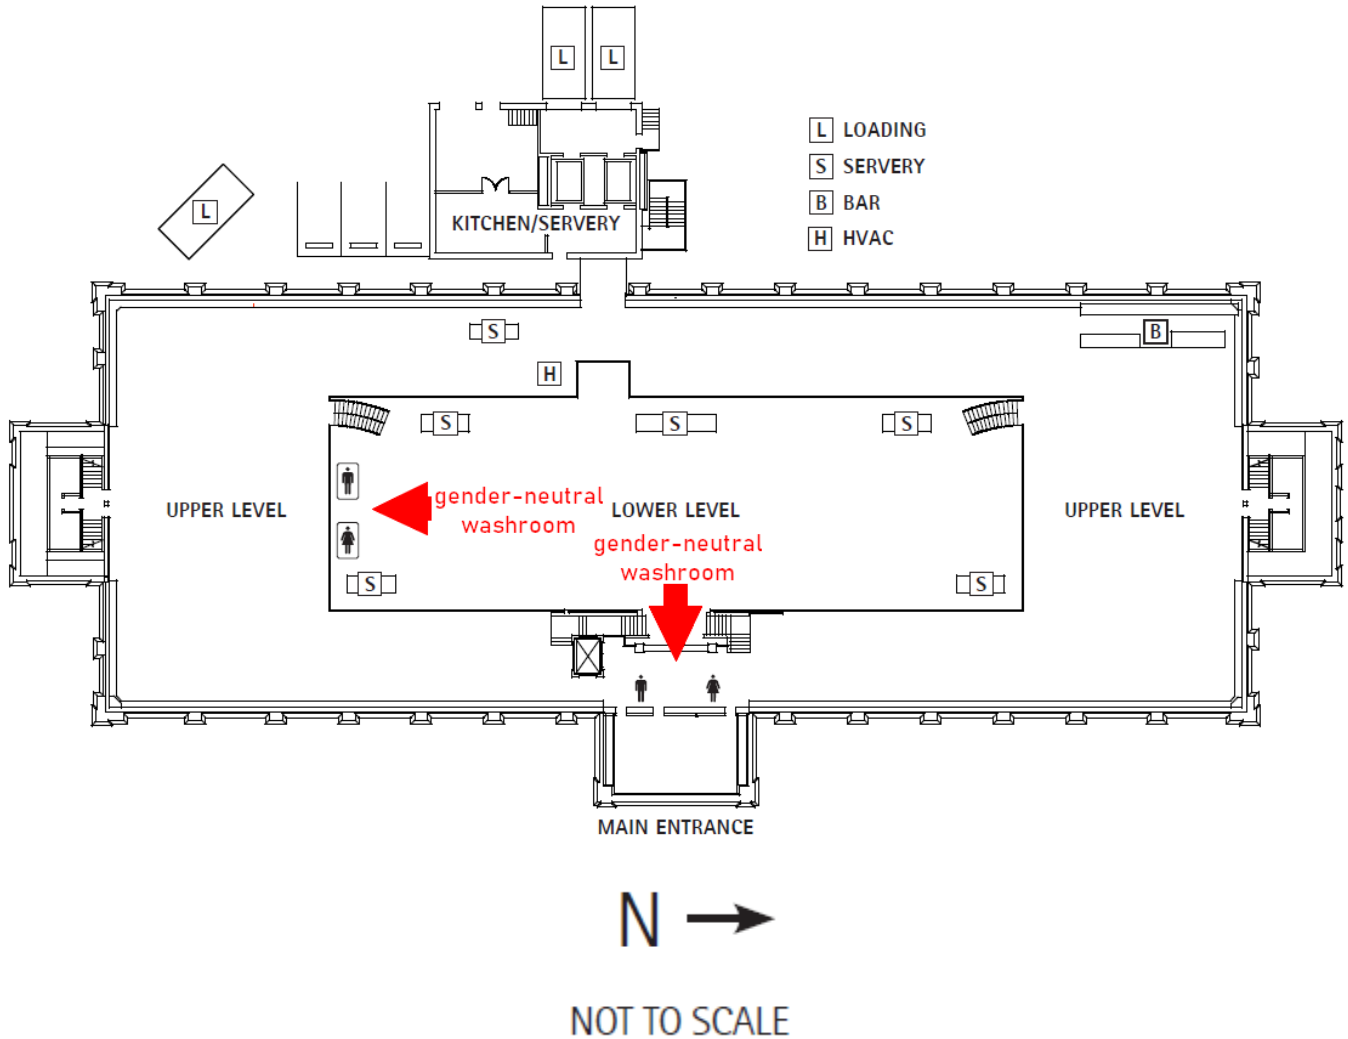 L L
L LOADING
S SERVERY
B BAR
H HVAC
L
KITCHEN/SERVERY
S
B
H
S S S
gender-neutral
washroom
UPPER LEVEL
LOWER LEVEL
UPPER LEVEL
gender-neutral
washroom
S S
MAIN ENTRANCE
N
NOT TO SCALE